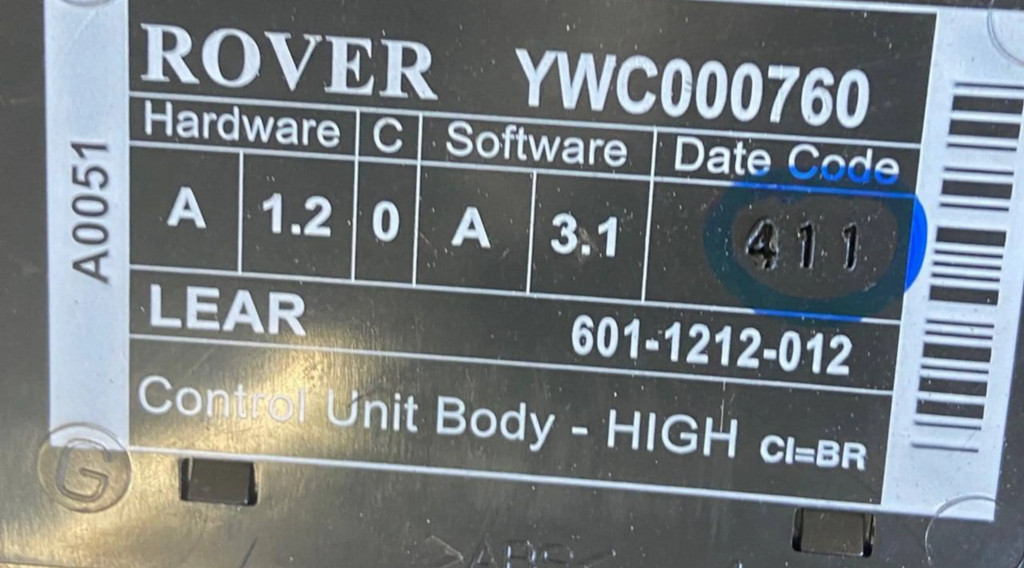 ROVER YWC000760
Hardware C Software Date Code
A 1.2 0 A 3.1 411
LEAR 601-1212-012
Control Unit Body - HIGH CI=BR
A0051
G
>ABS<